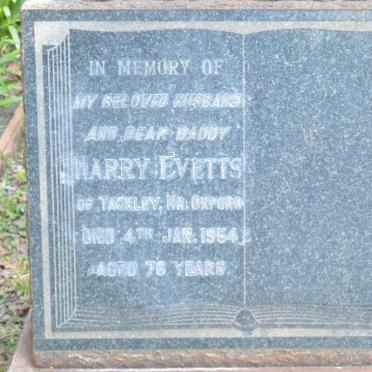 IN MEMORY OF
MY BELOVED HUSBAND
AND DEAR DADDY
HARRY EVETTS
OF TACKLEY, NR. OXFORD
DIED 4TH JAN. 1954
AGED 76 YEARS.